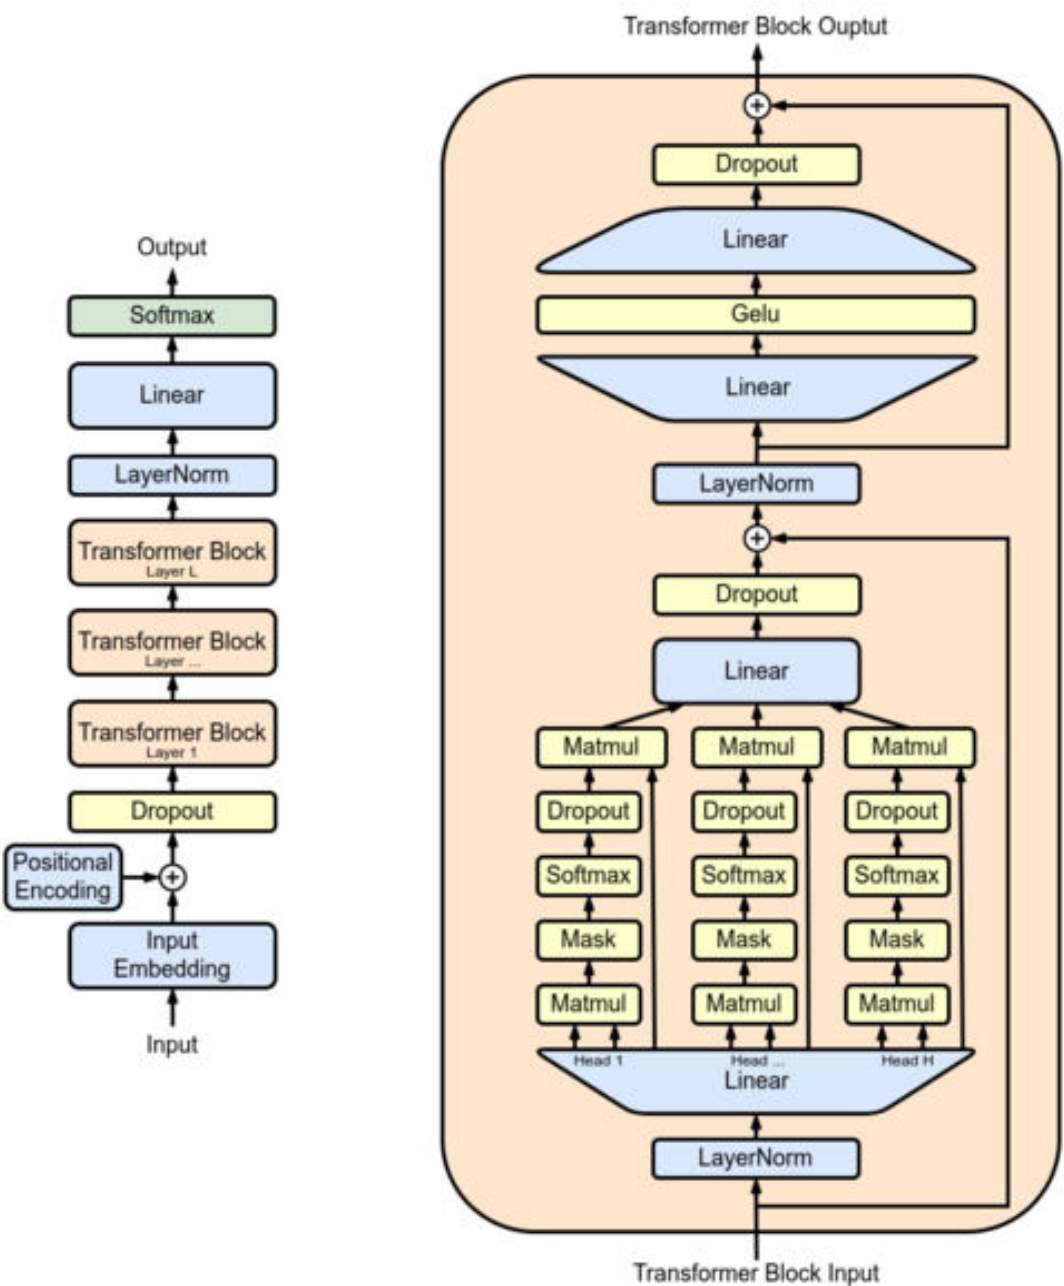 Output
Softmax
Linear
LayerNorm
Transformer Block
Layer L
Transformer Block
Layer ...
Transformer Block
Layer 1
Dropout
Positional
Encoding
+
Input
Embedding
Input
Transformer Block Ouptut
+
Dropout
Linear
Gelu
Linear
LayerNorm
+
Dropout
Linear
Matmul Matmul Matmul
Dropout Dropout Dropout
Softmax Softmax Softmax
Mask Mask Mask
Matmul Matmul Matmul
Head 1 Head ... Head H
Linear
LayerNorm
Transformer Block Input